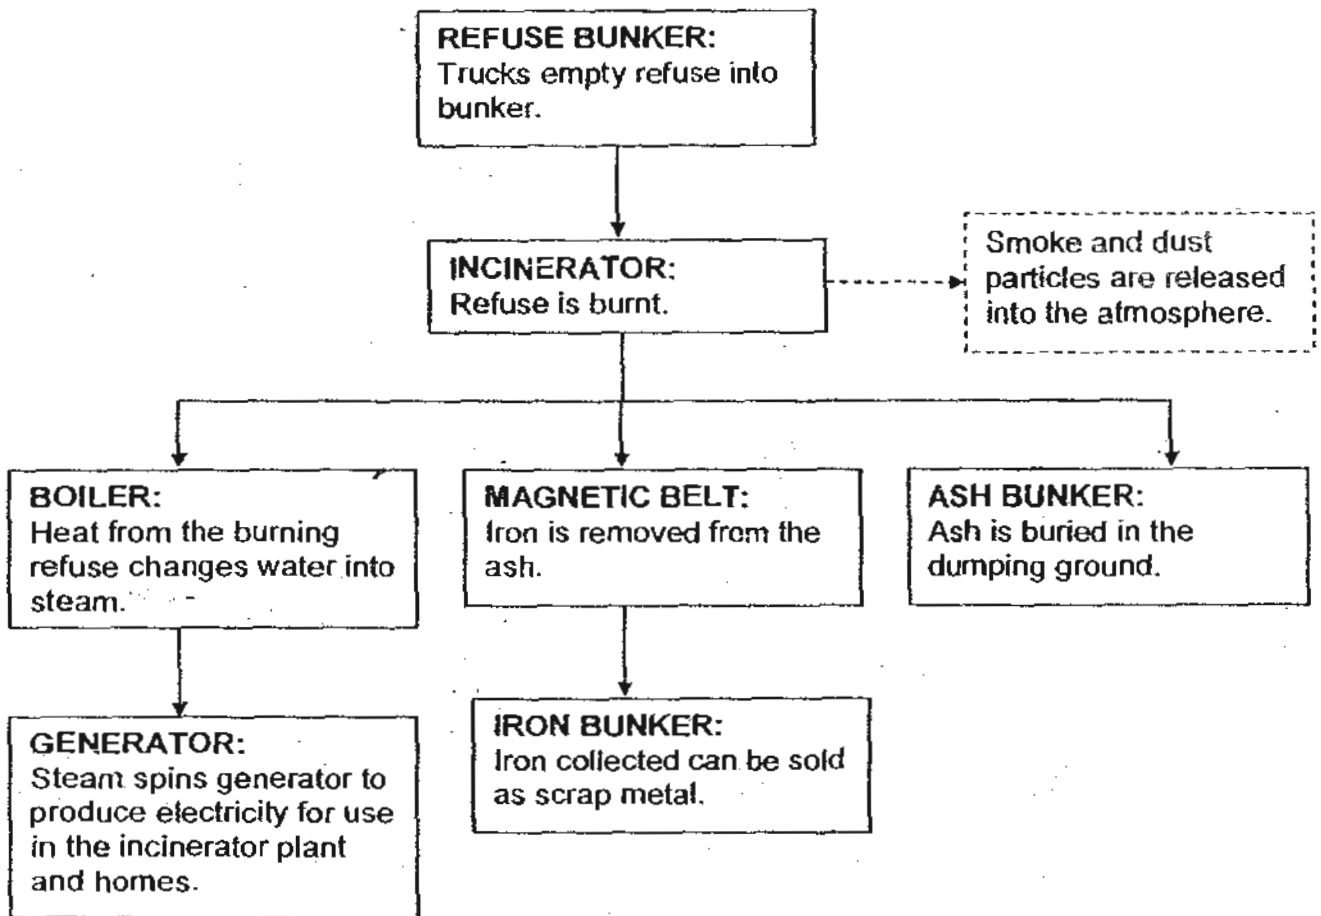 REFUSE BUNKER:
Trucks empty refuse into
bunker.
INCINERATOR:
Refuse is burnt.
Smoke and dust
particles are released
into the atmosphere.
BOILER:
Heat from the burning
refuse changes water into
steam.
MAGNETIC BELT:
Iron is removed from the
ash.
ASH BUNKER:
Ash is buried in the
dumping ground.
GENERATOR:
Steam spins generator to
produce electricity for use
in the incinerator plant
and homes.
IRON BUNKER:
Iron collected can be sold
as scrap metal.